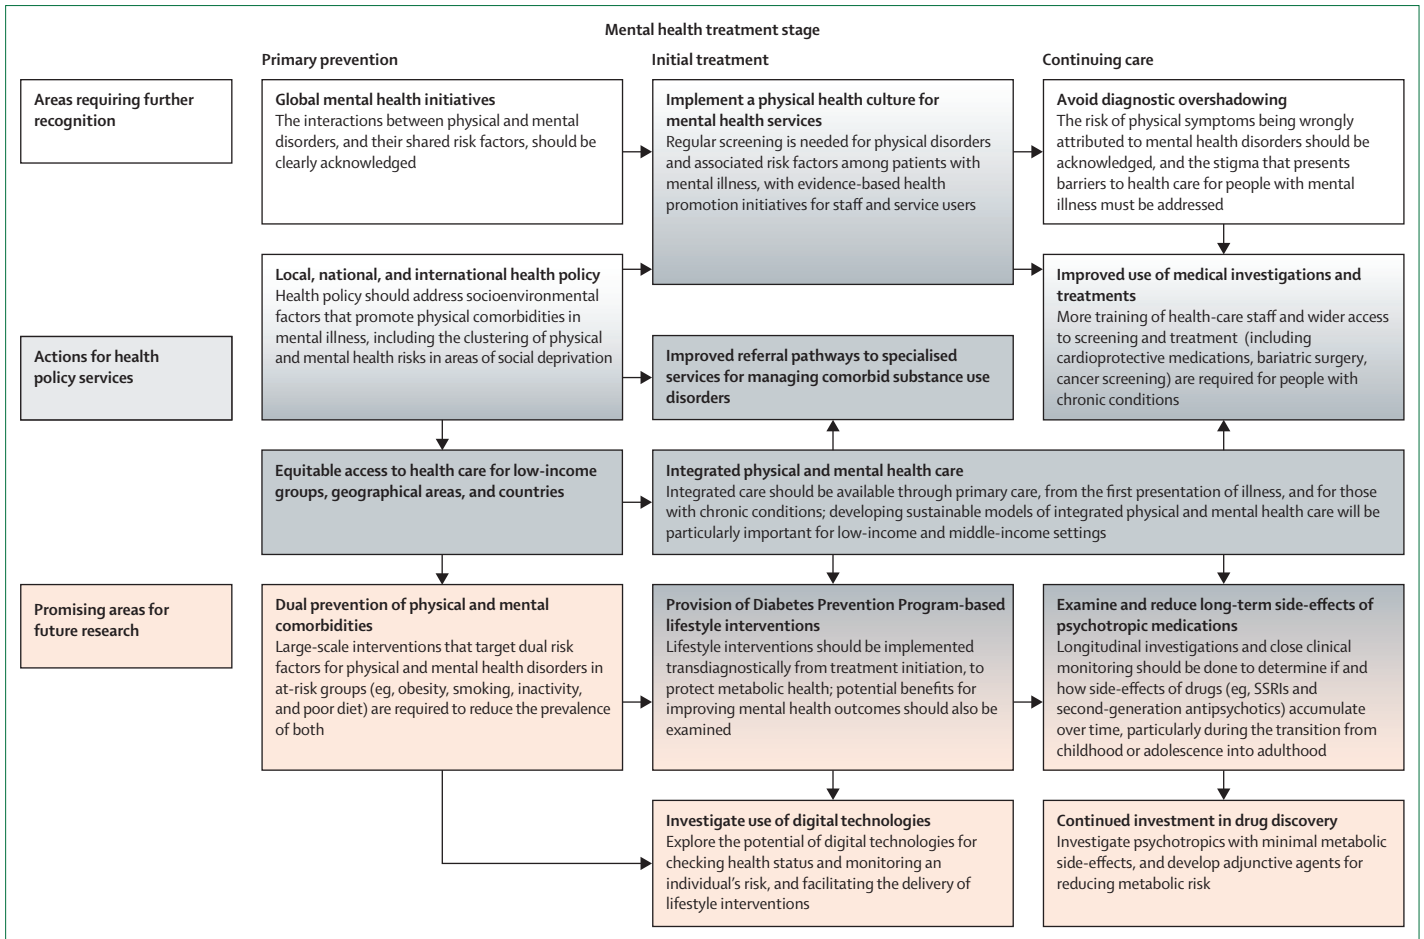 Mental health treatment stage
Primary prevention
Initial treatment
Continuing care
Areas requiring further
recognition
Global mental health initiatives
The interactions between physical and mental
disorders, and their shared risk factors, should be
clearly acknowledged
Implement a physical health culture for
mental health services
Regular screening is needed for physical disorders
and associated risk factors among patients with
mental illness, with evidence-based health
promotion initiatives for staff and service users
Avoid diagnostic overshadowing
The risk of physical symptoms being wrongly
attributed to mental health disorders should be
acknowledged, and the stigma that presents
barriers to health care for people with mental
illness must be addressed
Local, national, and international health policy
Health policy should address socioenvironmental
factors that promote physical comorbidities in
mental illness, including the clustering of physical
and mental health risks in areas of social deprivation
Improved use of medical investigations and
treatments
More training of health-care staff and wider access
to screening and treatment (including
cardioprotective medications, bariatric surgery,
cancer screening) are required for people with
chronic conditions
Actions for health
policy services
Improved referral pathways to specialised
services for managing comorbid substance use
disorders
Equitable access to health care for low-income
groups, geographical areas, and countries
Integrated physical and mental health care
Integrated care should be available through primary care, from the first presentation of illness, and for those
with chronic conditions; developing sustainable models of integrated physical and mental health care will be
particularly important for low-income and middle-income settings
Promising areas for
future research
Dual prevention of physical and mental
comorbidities
Large-scale interventions that target dual risk
factors for physical and mental health disorders in
at-risk groups (eg, obesity, smoking, inactivity,
and poor diet) are required to reduce the prevalence
of both
Provision of Diabetes Prevention Program-based
lifestyle interventions
Lifestyle interventions should be implemented
transdiagnostically from treatment initiation, to
protect metabolic health; potential benefits for
improving mental health outcomes should also be
examined
Examine and reduce long-term side-effects of
psychotropic medications
Longitudinal investigations and close clinical
monitoring should be done to determine if and
how side-effects of drugs (eg, SSRIs and
second-generation antipsychotics) accumulate
over time, particularly during the transition from
childhood or adolescence into adulthood
Investigate use of digital technologies
Explore the potential of digital technologies for
checking health status and monitoring an
individual's risk, and facilitating the delivery of
lifestyle interventions
Continued investment in drug discovery
Investigate psychotropics with minimal metabolic
side-effects, and develop adjunctive agents for
reducing metabolic risk